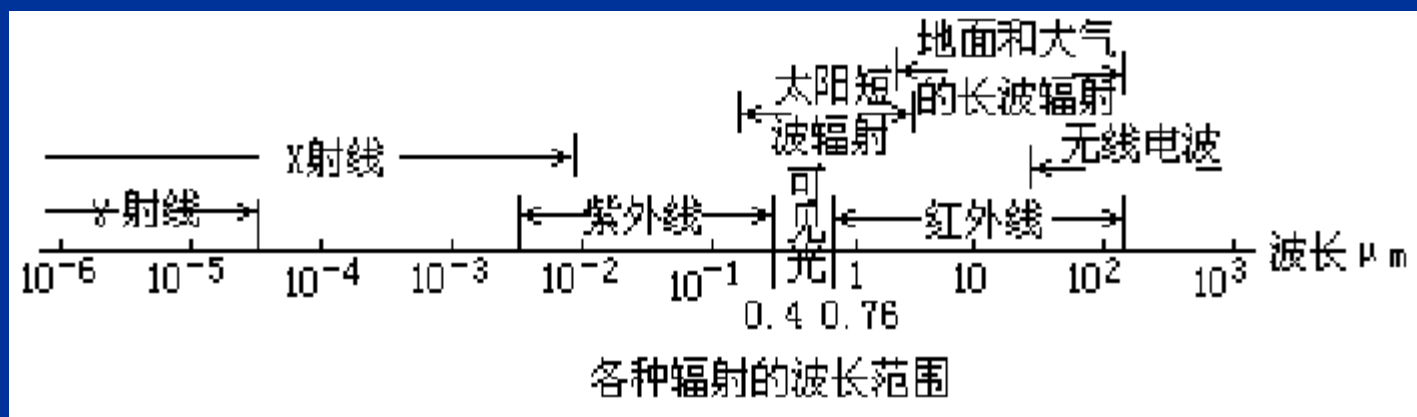 地面和大气
的长波辐射
太阳短
波辐射
无线电波
X射线
γ射线
紫外线
可见光
红外线
10⁻⁶ 10⁻⁵ 10⁻⁴ 10⁻³ 10⁻² 10⁻¹ 1 10 10² 10³ 波长μm
0.4 0.76
各种辐射的波长范围